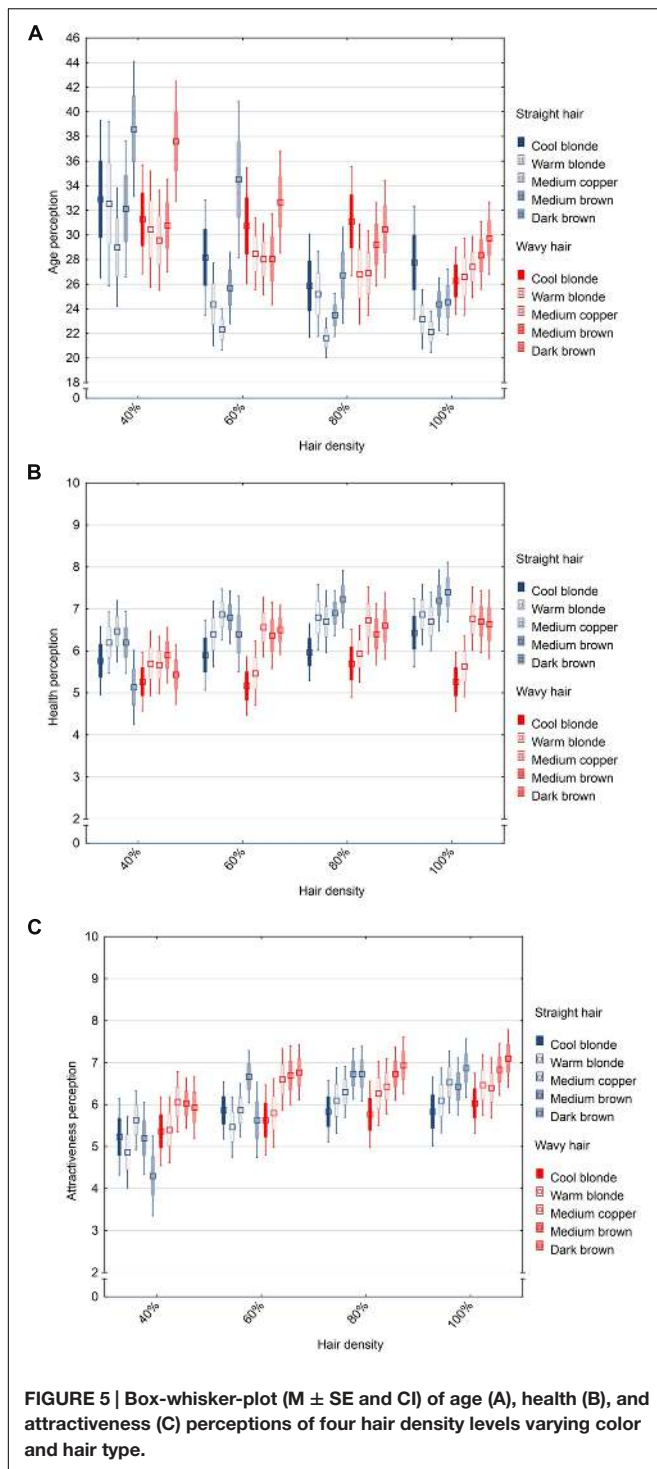 A
46
44
42
40
38
36
34
32
30
28
26
24
22
20
18
0
Age perception
40%
60%
80%
100%
Hair density
Straight hair
Cool blonde
Warm blonde
Medium copper
Medium brown
Dark brown
Wavy hair
Cool blonde
Warm blonde
Medium copper
Medium brown
Dark brown
B
10
9
8
7
6
5
4
3
2
0
Health perception
40%
60%
80%
100%
Hair density
Straight hair
Cool blonde
Warm blonde
Medium copper
Medium brown
Dark brown
Wavy hair
Cool blonde
Warm blonde
Medium copper
Medium brown
Dark brown
C
10
9
8
7
6
5
4
3
2
0
Attractiveness perception
40%
60%
80%
100%
Hair density
Straight hair
Cool blonde
Warm blonde
Medium copper
Medium brown
Dark brown
Wavy hair
Cool blonde
Warm blonde
Medium copper
Medium brown
Dark brown
FIGURE 5 | Box-whisker-plot (M ± SE and CI) of age (A), health (B), and
attractiveness (C) perceptions of four hair density levels varying color
and hair type.